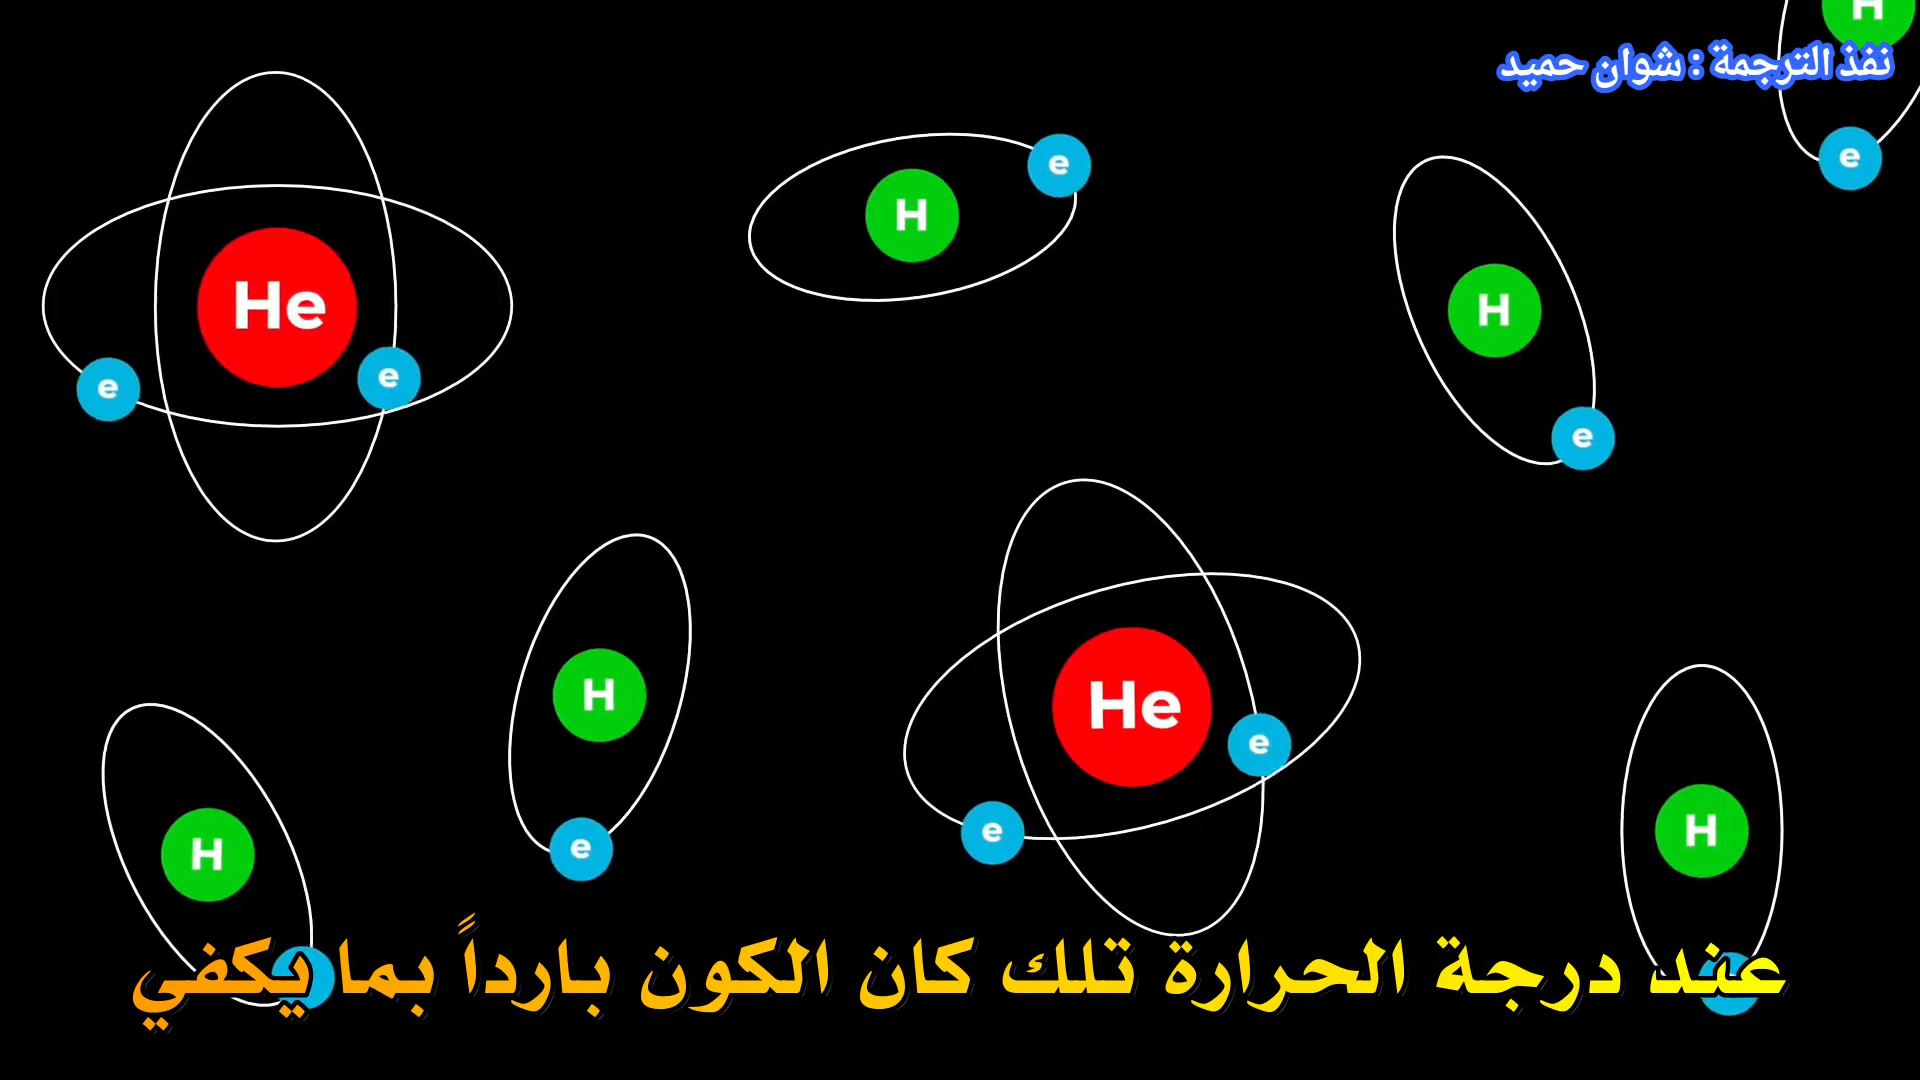 H
نفذ الترجمة : شوان حميد
e
e
H
H
He
e
e
e
H
He
H
e
H
e
H
e
عند درجة الحرارة تلك كان الكون بارداً بما يكفي